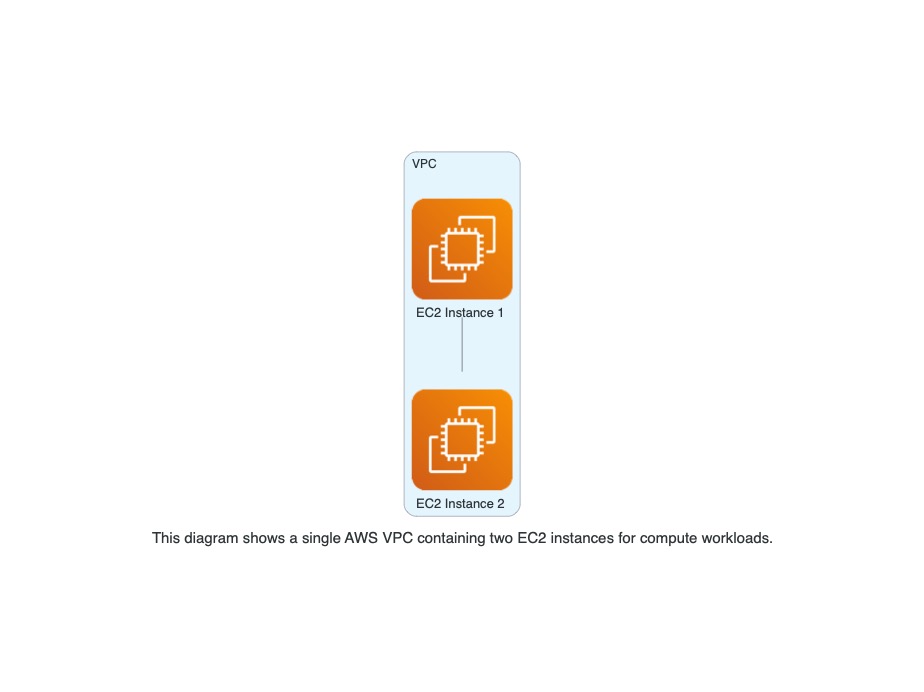 VPC
EC2 Instance 1
EC2 Instance 2
This diagram shows a single AWS VPC containing two EC2 instances for compute workloads.